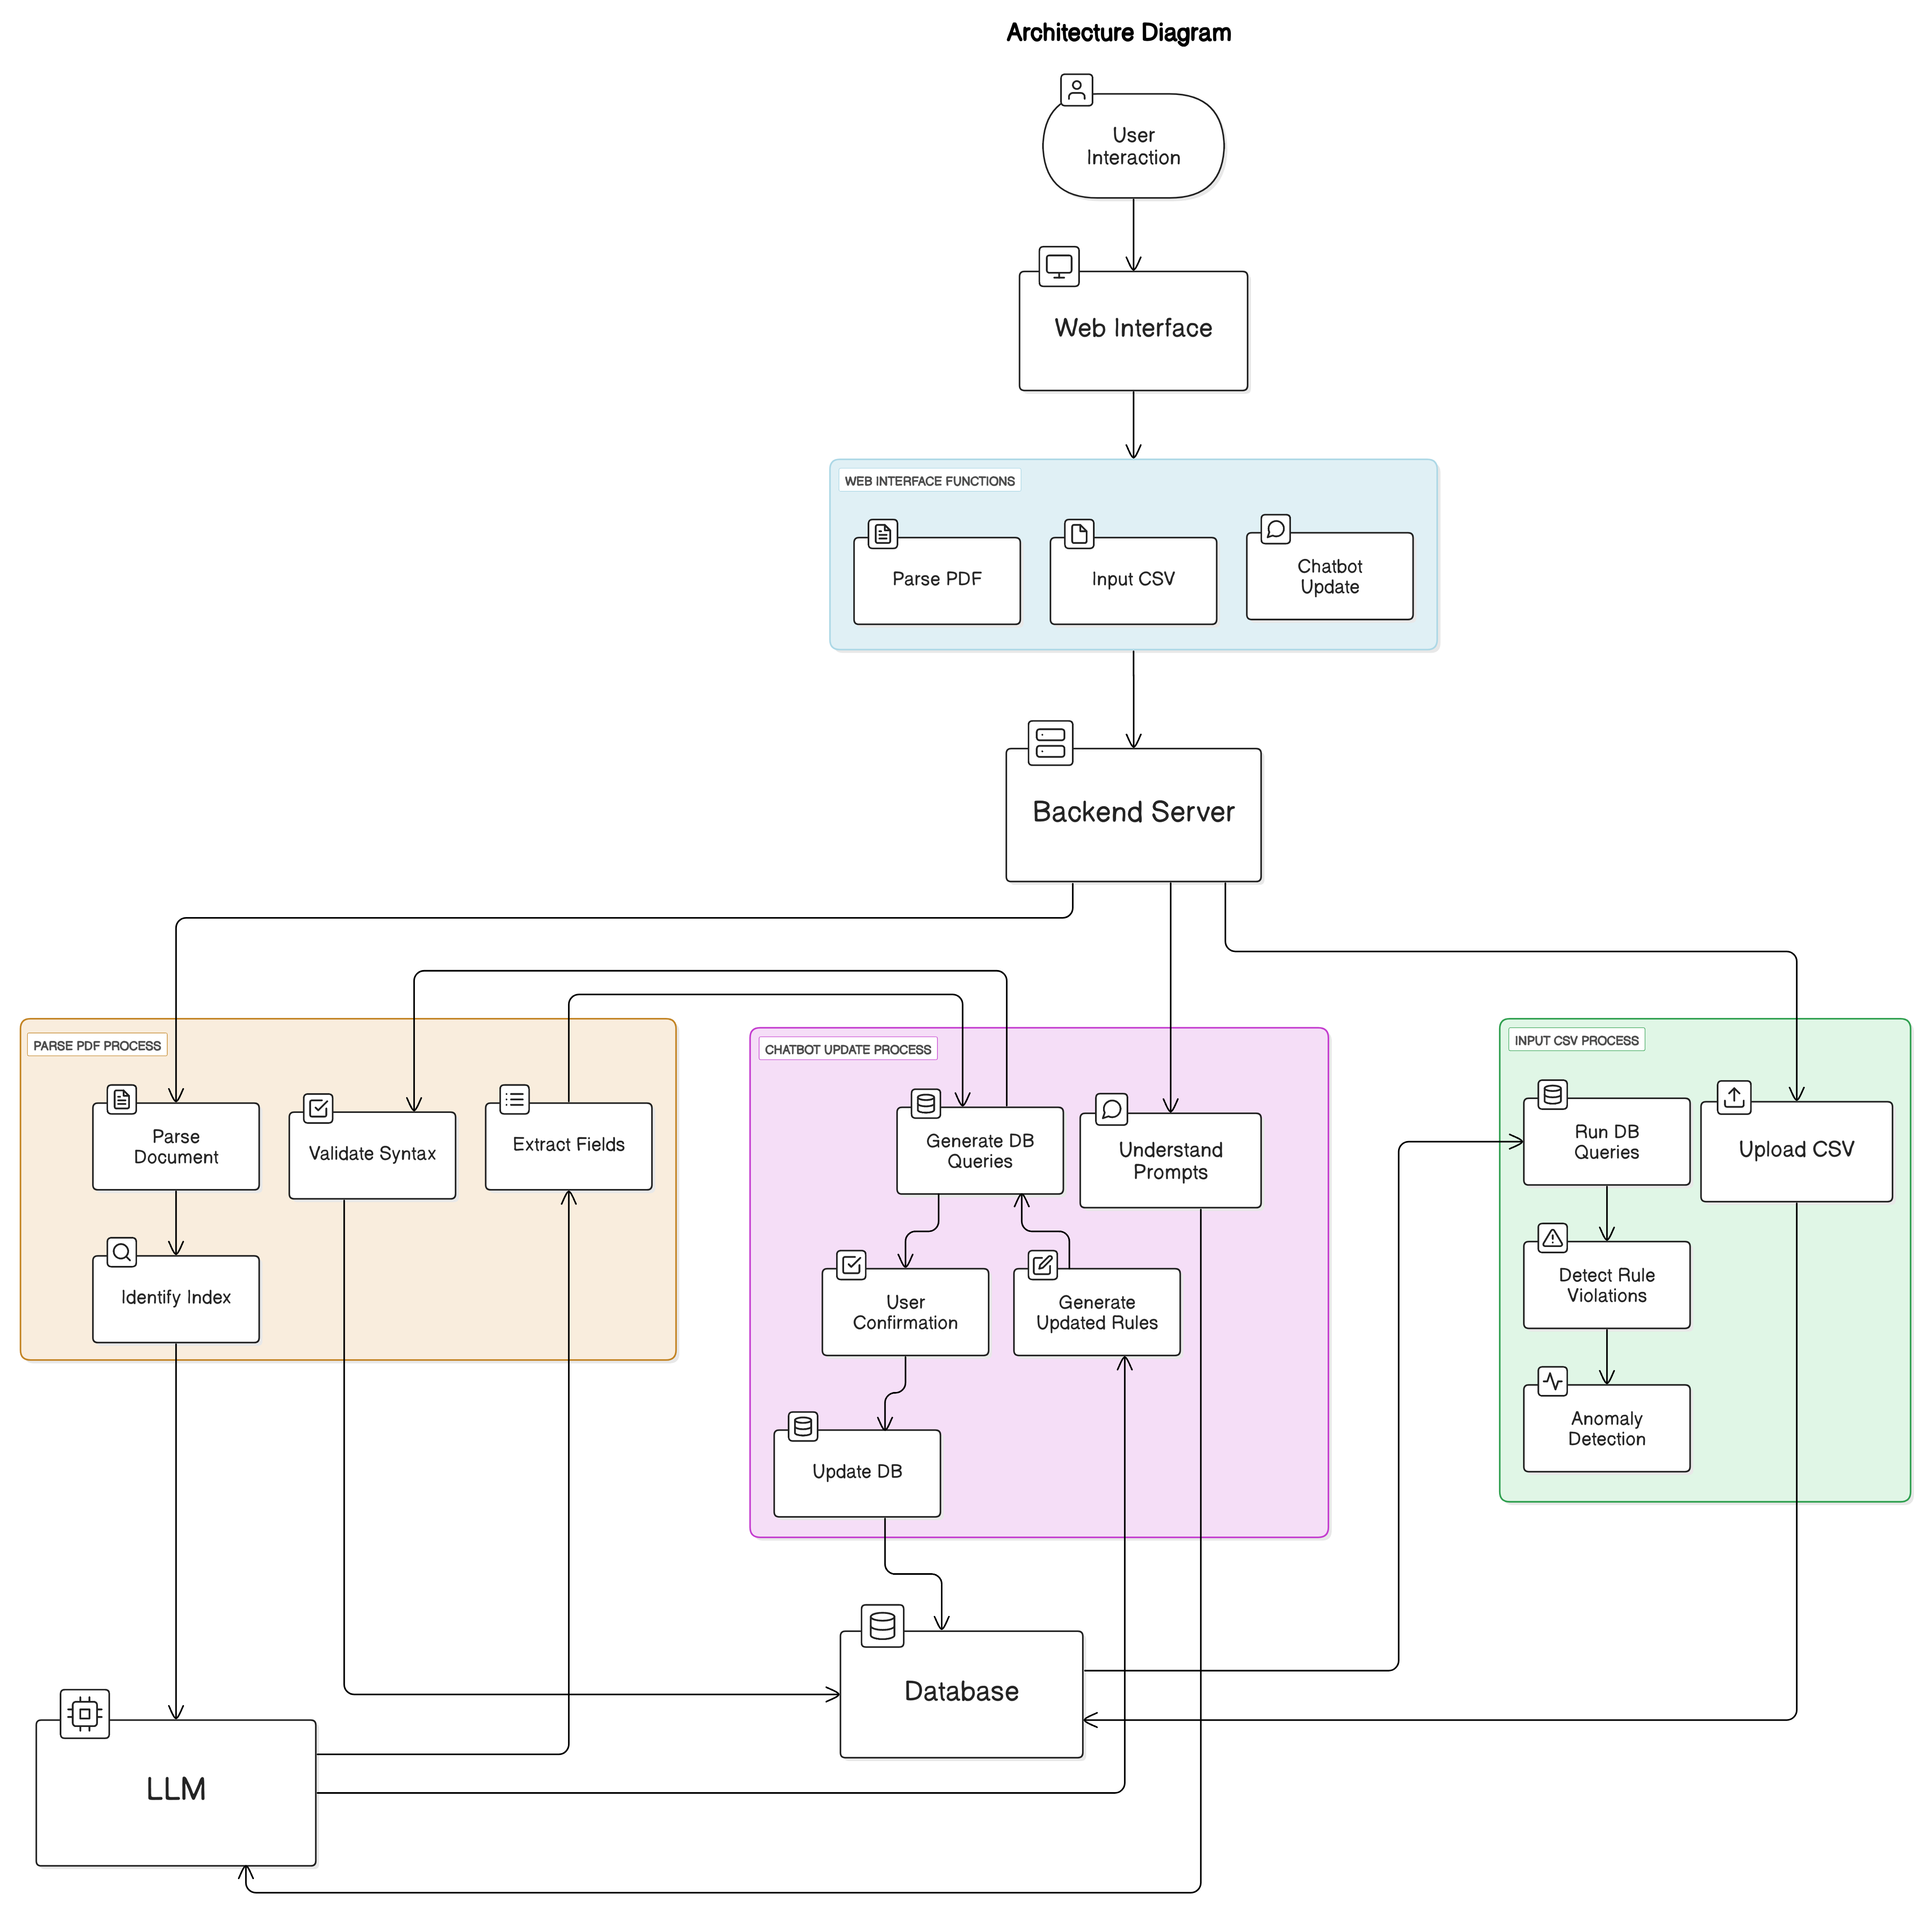 Architecture Diagram
User
Interaction
Web Interface
WEB INTERFACE FUNCTIONS
Parse PDF
Input CSV
Chatbot
Update
Backend Server
PARSE PDF PROCESS
Parse
Document
Validate Syntax
Extract Fields
Identify Index
CHATBOT UPDATE PROCESS
Generate DB
Queries
Understand
Prompts
User
Confirmation
Generate
Updated Rules
Update DB
INPUT CSV PROCESS
Run DB
Queries
Upload CSV
Detect Rule
Violations
Anomaly
Detection
Database
LLM